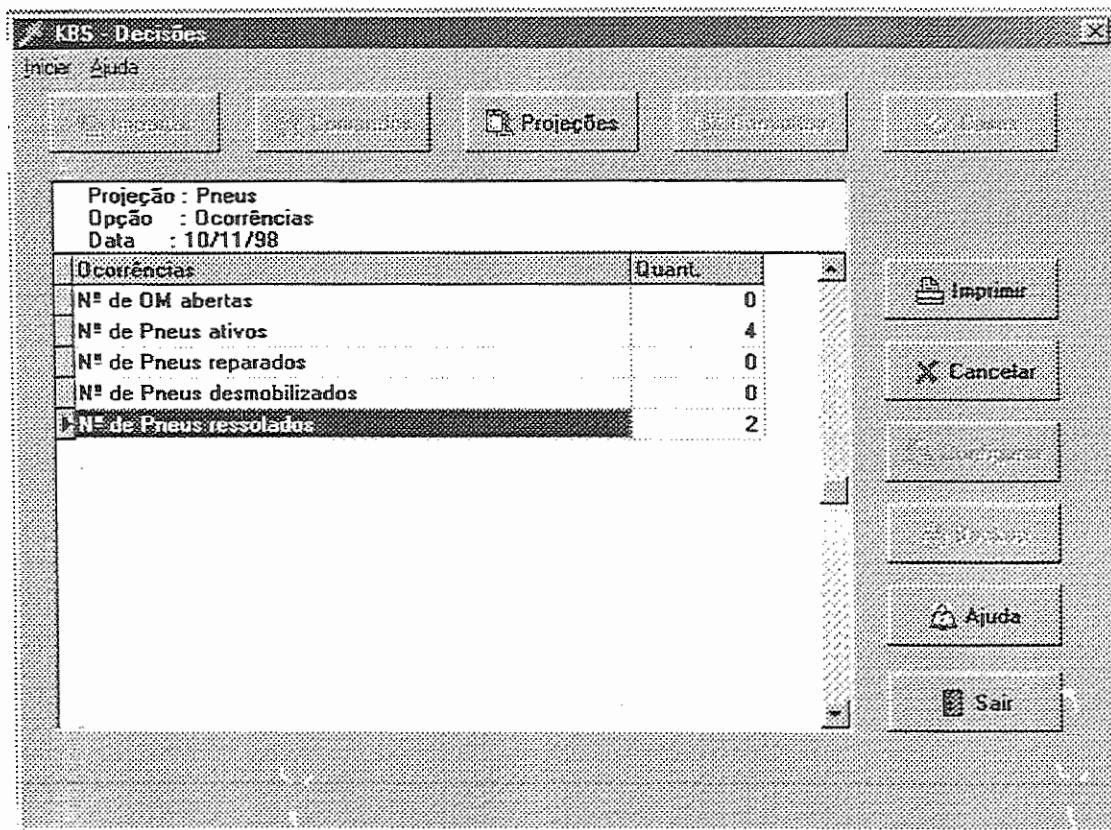 KBS - Decisões
Iniciar Ajuda
Projeções
Projeção : Pneus
Opção : Ocorrências
Data : 10/11/98
Ocorrências Quant.
Nº de OM abertas 0
Nº de Pneus ativos 4
Nº de Pneus reparados 0
Nº de Pneus desmobilizados 0
Nº de Pneus ressolados 2
Imprimir
Cancelar
Ajuda
Sair